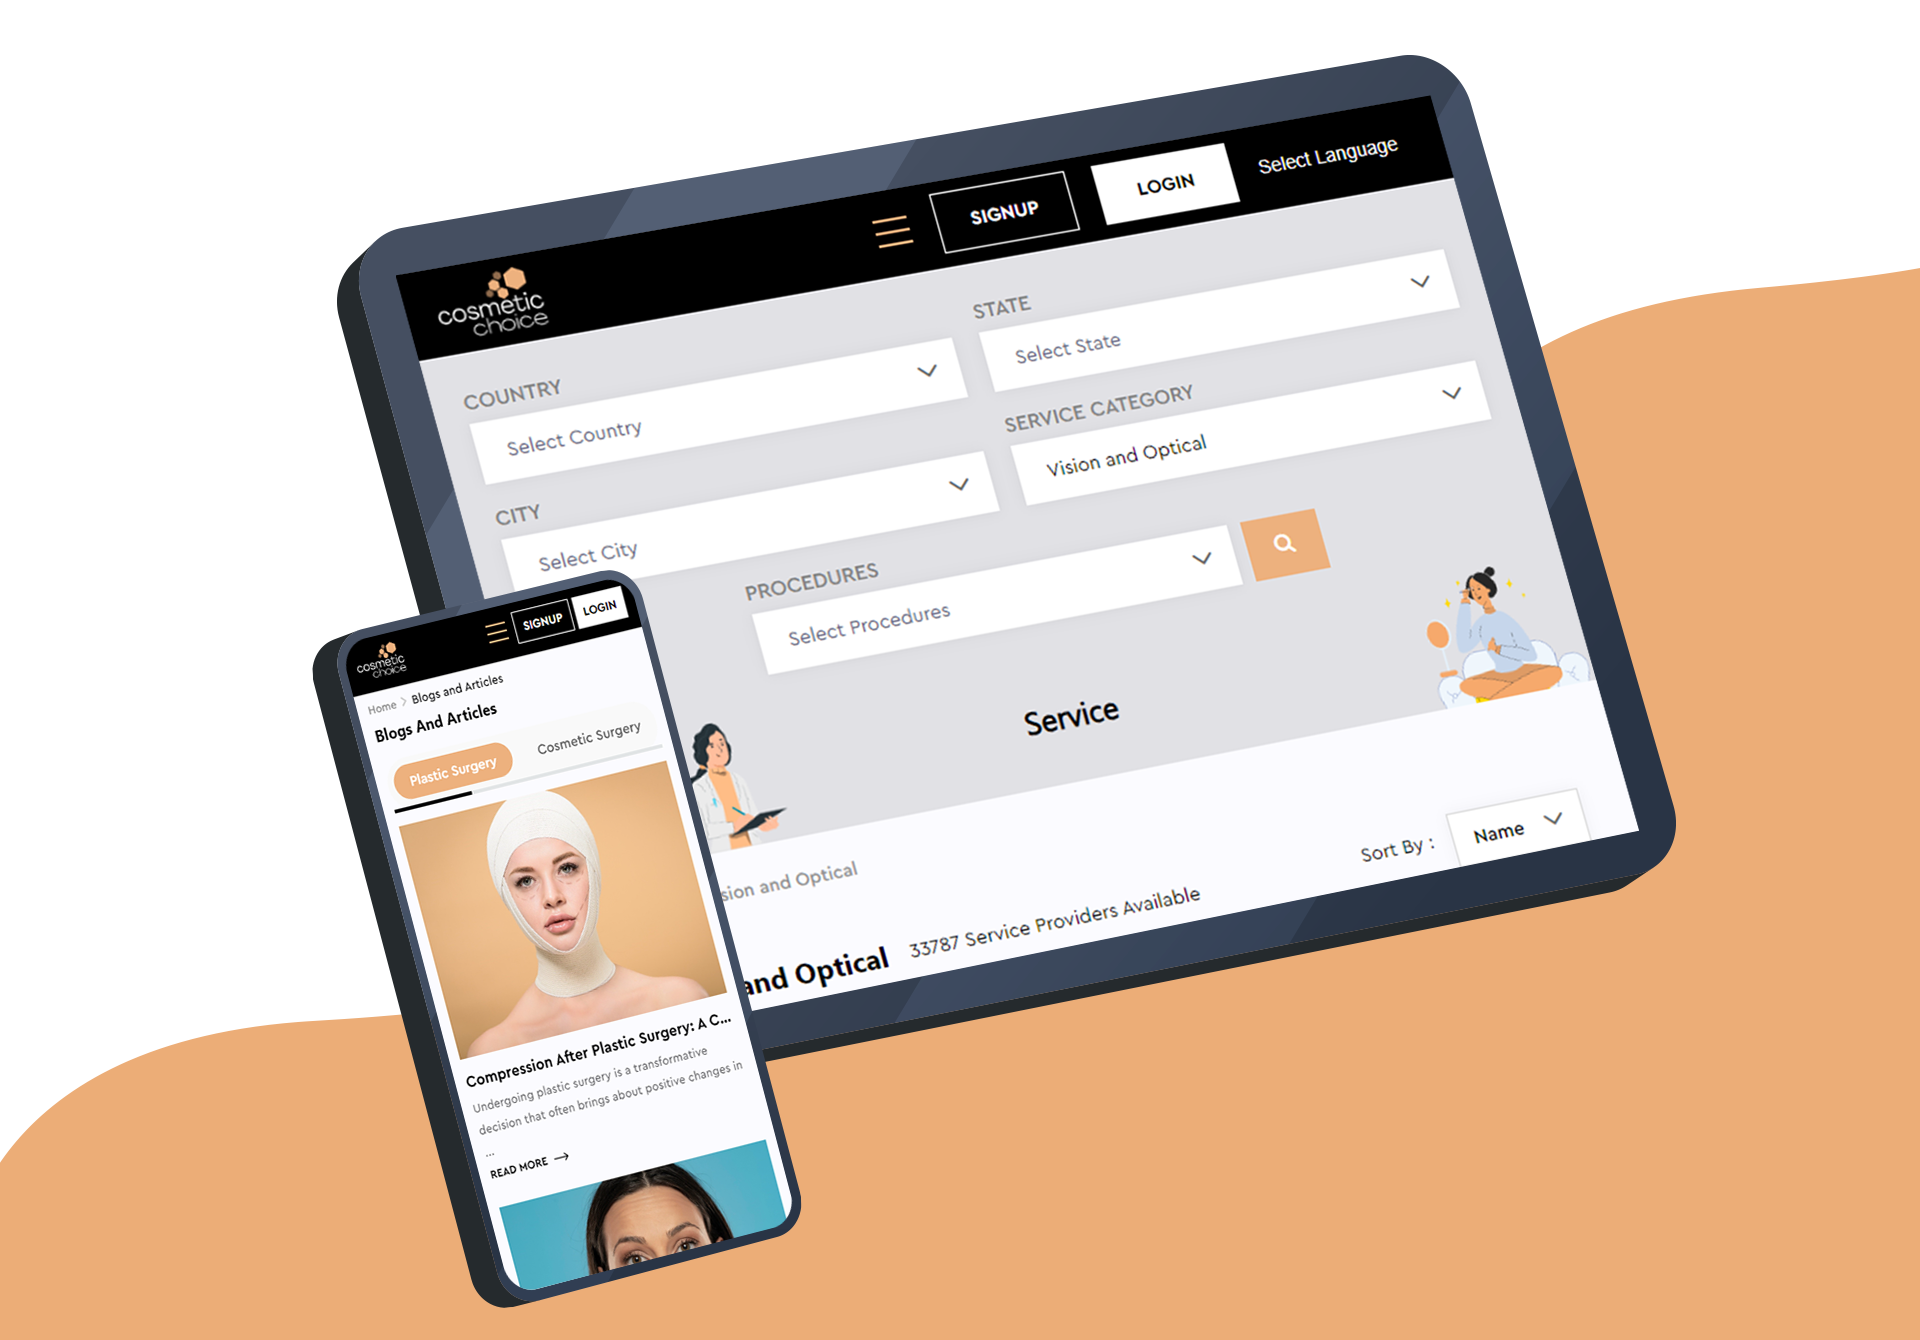 cosmetic
choice
SIGNUP
LOGIN
Select Language
COUNTRY
Select Country
STATE
Select State
CITY
Select City
SERVICE CATEGORY
Vision and Optical
PROCEDURES
Select Procedures
Service
and Optical
Sort By :
Name
and Optical
33787 Service Providers Available
cosmetic
choice
SIGNUP
LOGIN
Home > Blogs and Articles
Blogs And Articles
Plastic Surgery
Cosmetic Surgery
Compression After Plastic Surgery: A C...
Undergoing plastic surgery is a transformative
decision that often brings about positive changes in
...
READ MORE →